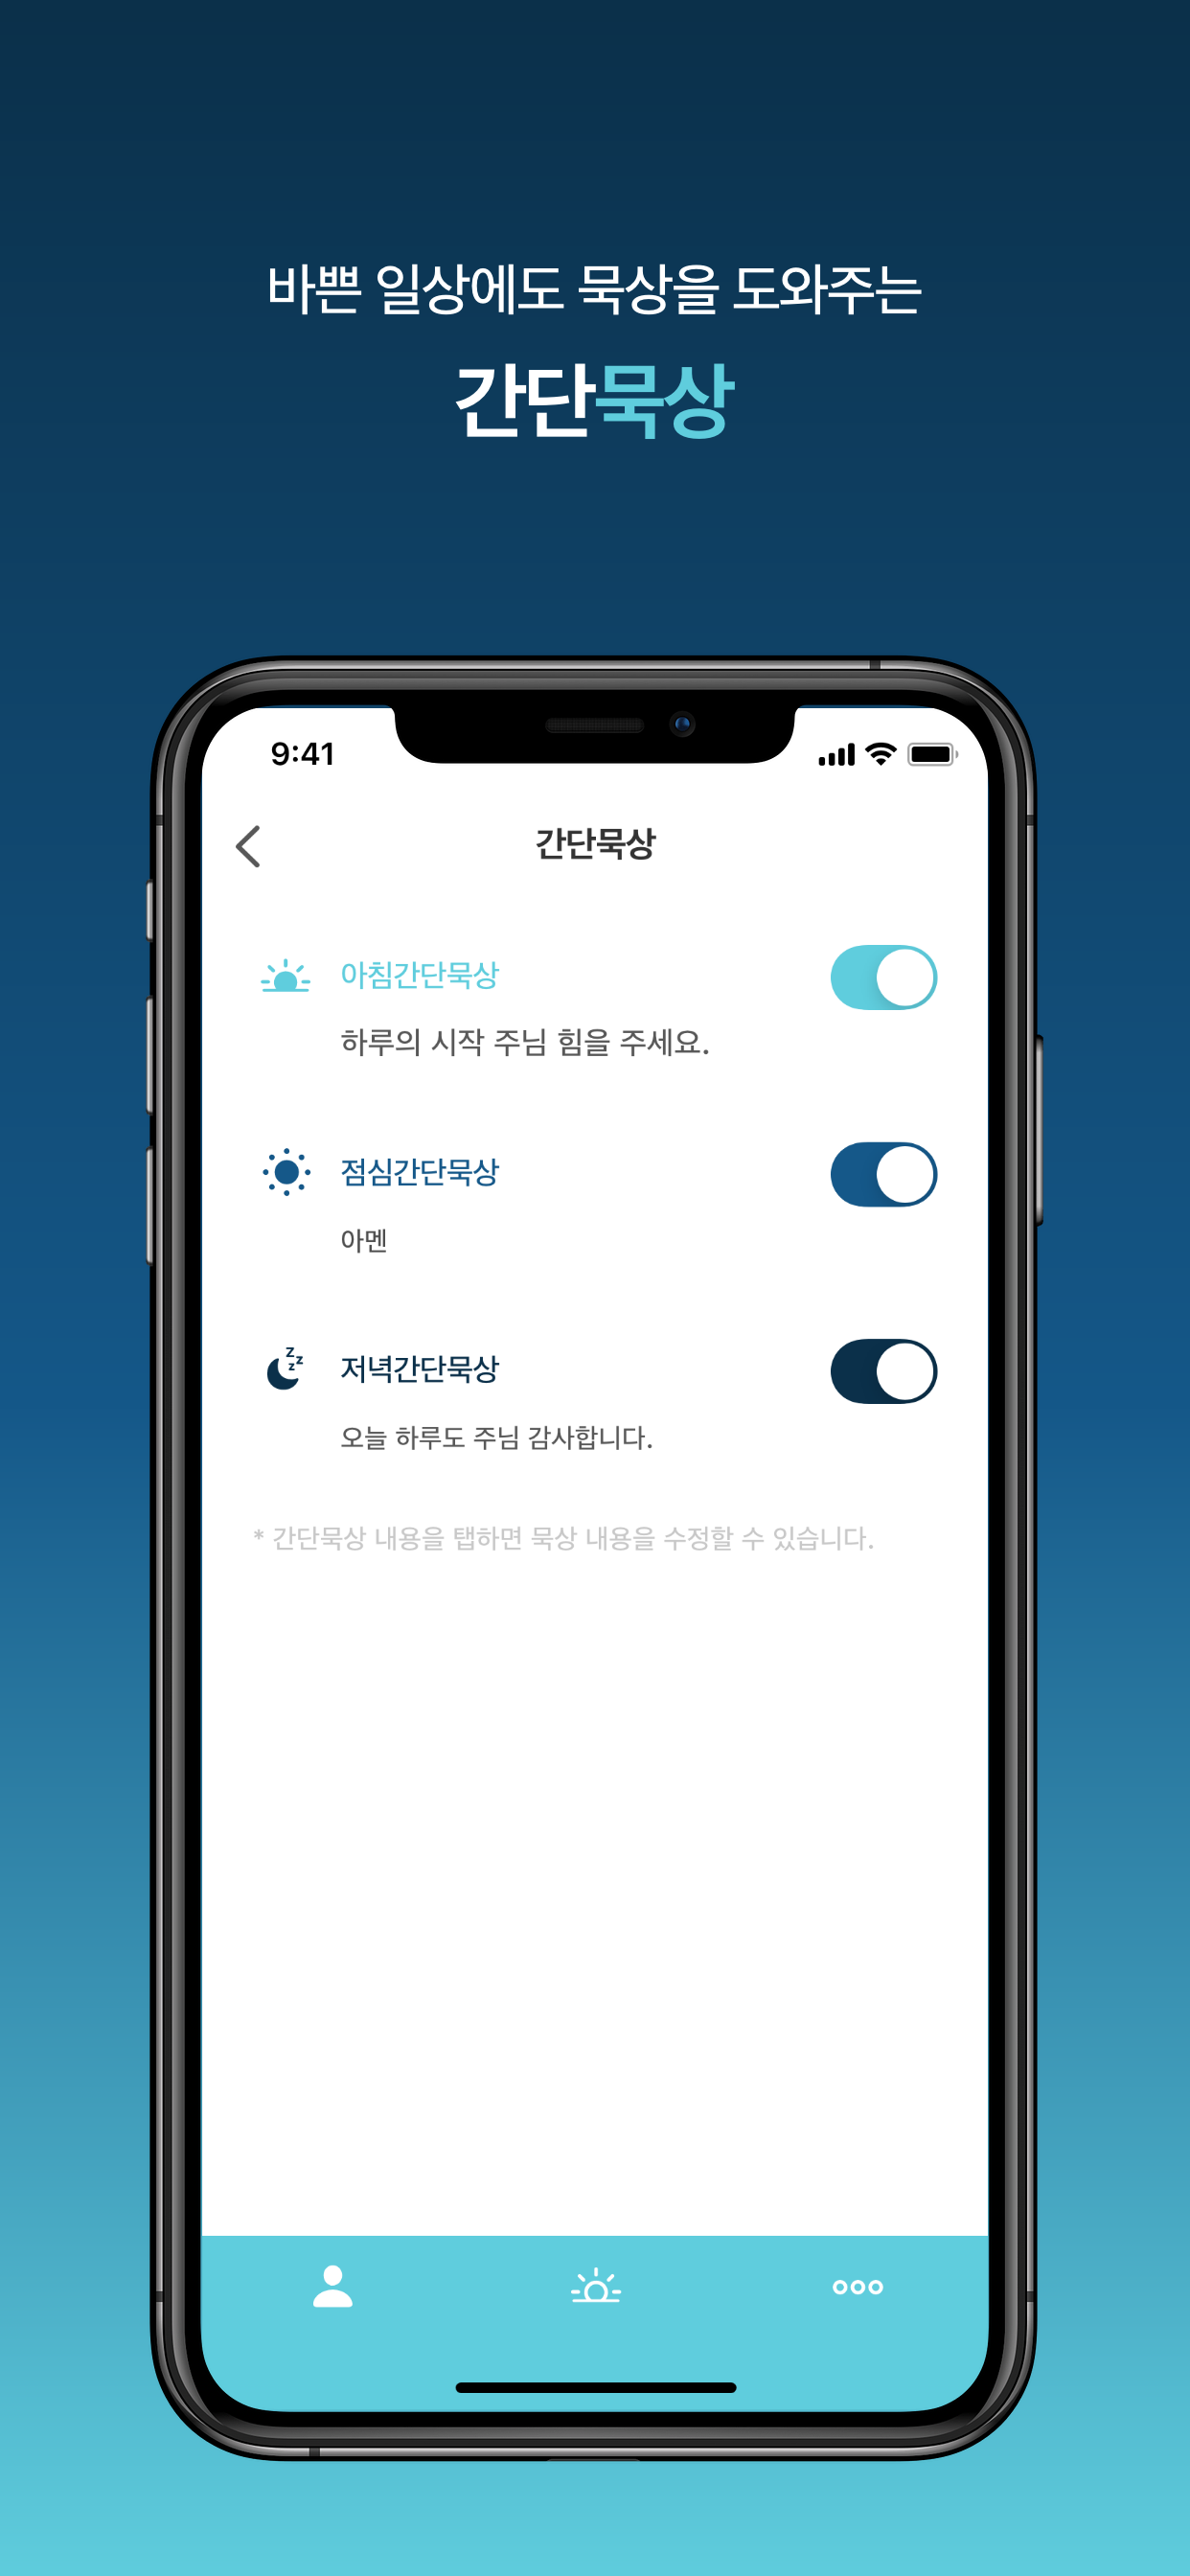 바쁜 일상에도 묵상을 도와주는
간단묵상
9:41
간단묵상
아침간단묵상
하루의 시작 주님 힘을 주세요.
점심간단묵상
아멘
z z z
저녁간단묵상
오늘 하루도 주님 감사합니다.
* 간단묵상 내용을 탭하면 묵상 내용을 수정할 수 있습니다.